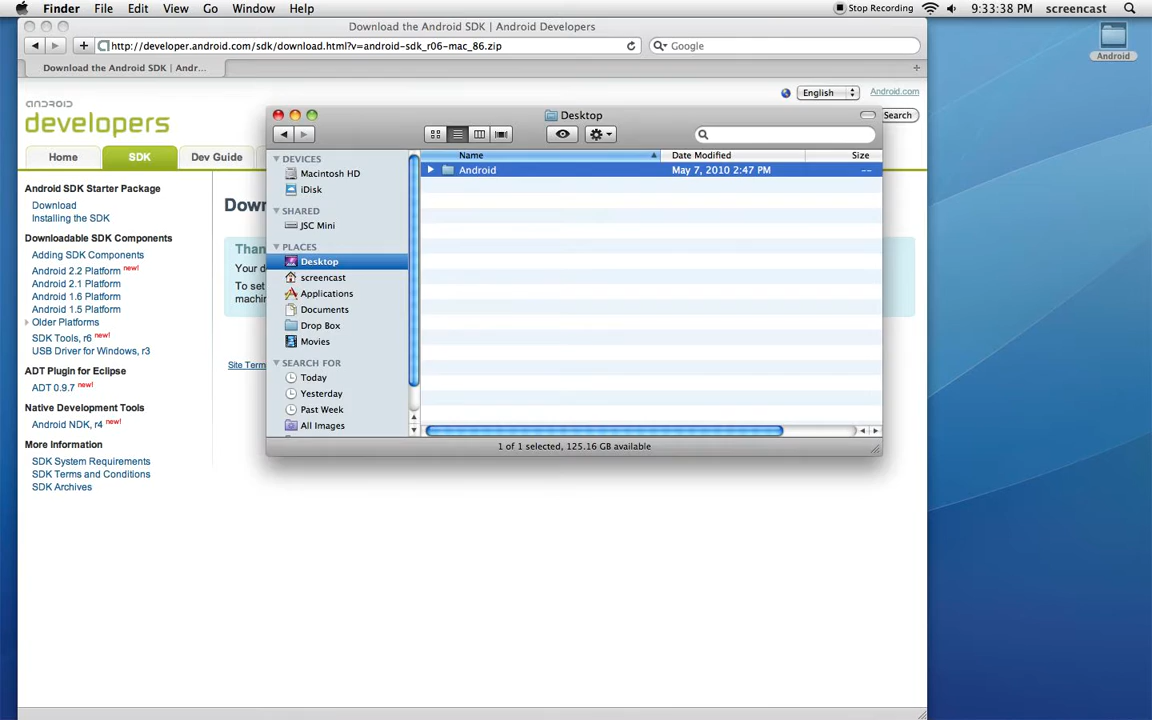 Finder File Edit View Go Window Help
Stop Recording 9:33:38 PM screencast
Download the Android SDK | Android Developers
http://developer.android.com/sdk/download.html?v=android-sdk_r06-mac_86.zip
Google
Download the Android SDK | Andr...
Android
English
Android.com
ANDROID
developers
Search
Home SDK Dev Guide
Android SDK Starter Package
Download
Installing the SDK
Downloadable SDK Components
Adding SDK Components
Android 2.2 Platform new!
Android 2.1 Platform
Android 1.6 Platform
Android 1.5 Platform
Older Platforms
SDK Tools, r6 new!
USB Driver for Windows, r3
ADT Plugin for Eclipse
ADT 0.9.7 new!
Native Development Tools
Android NDK, r4 new!
More Information
SDK System Requirements
SDK Terms and Conditions
SDK Archives
Your d
To set
machin
Site Term
Desktop
DEVICES
Macintosh HD
iDisk
SHARED
JSC Mini
PLACES
Desktop
screencast
Applications
Documents
Drop Box
Movies
SEARCH FOR
Today
Yesterday
Past Week
All Images
Name Date Modified Size
Android May 7, 2010 2:47 PM --
1 of 1 selected, 125.16 GB available